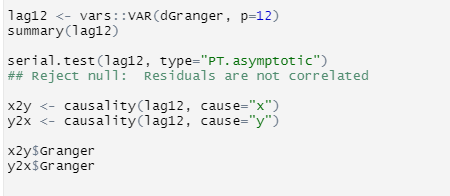 lag12 <- vars::VAR(dGranger, p=12)
summary(lag12)
serial.test(lag12, type="PT.asymptotic")
## Reject null:  Residuals are not correlated
x2y <- causality(lag12, cause="x")
y2x <- causality(lag12, cause="y")
x2y$Granger
y2x$Granger